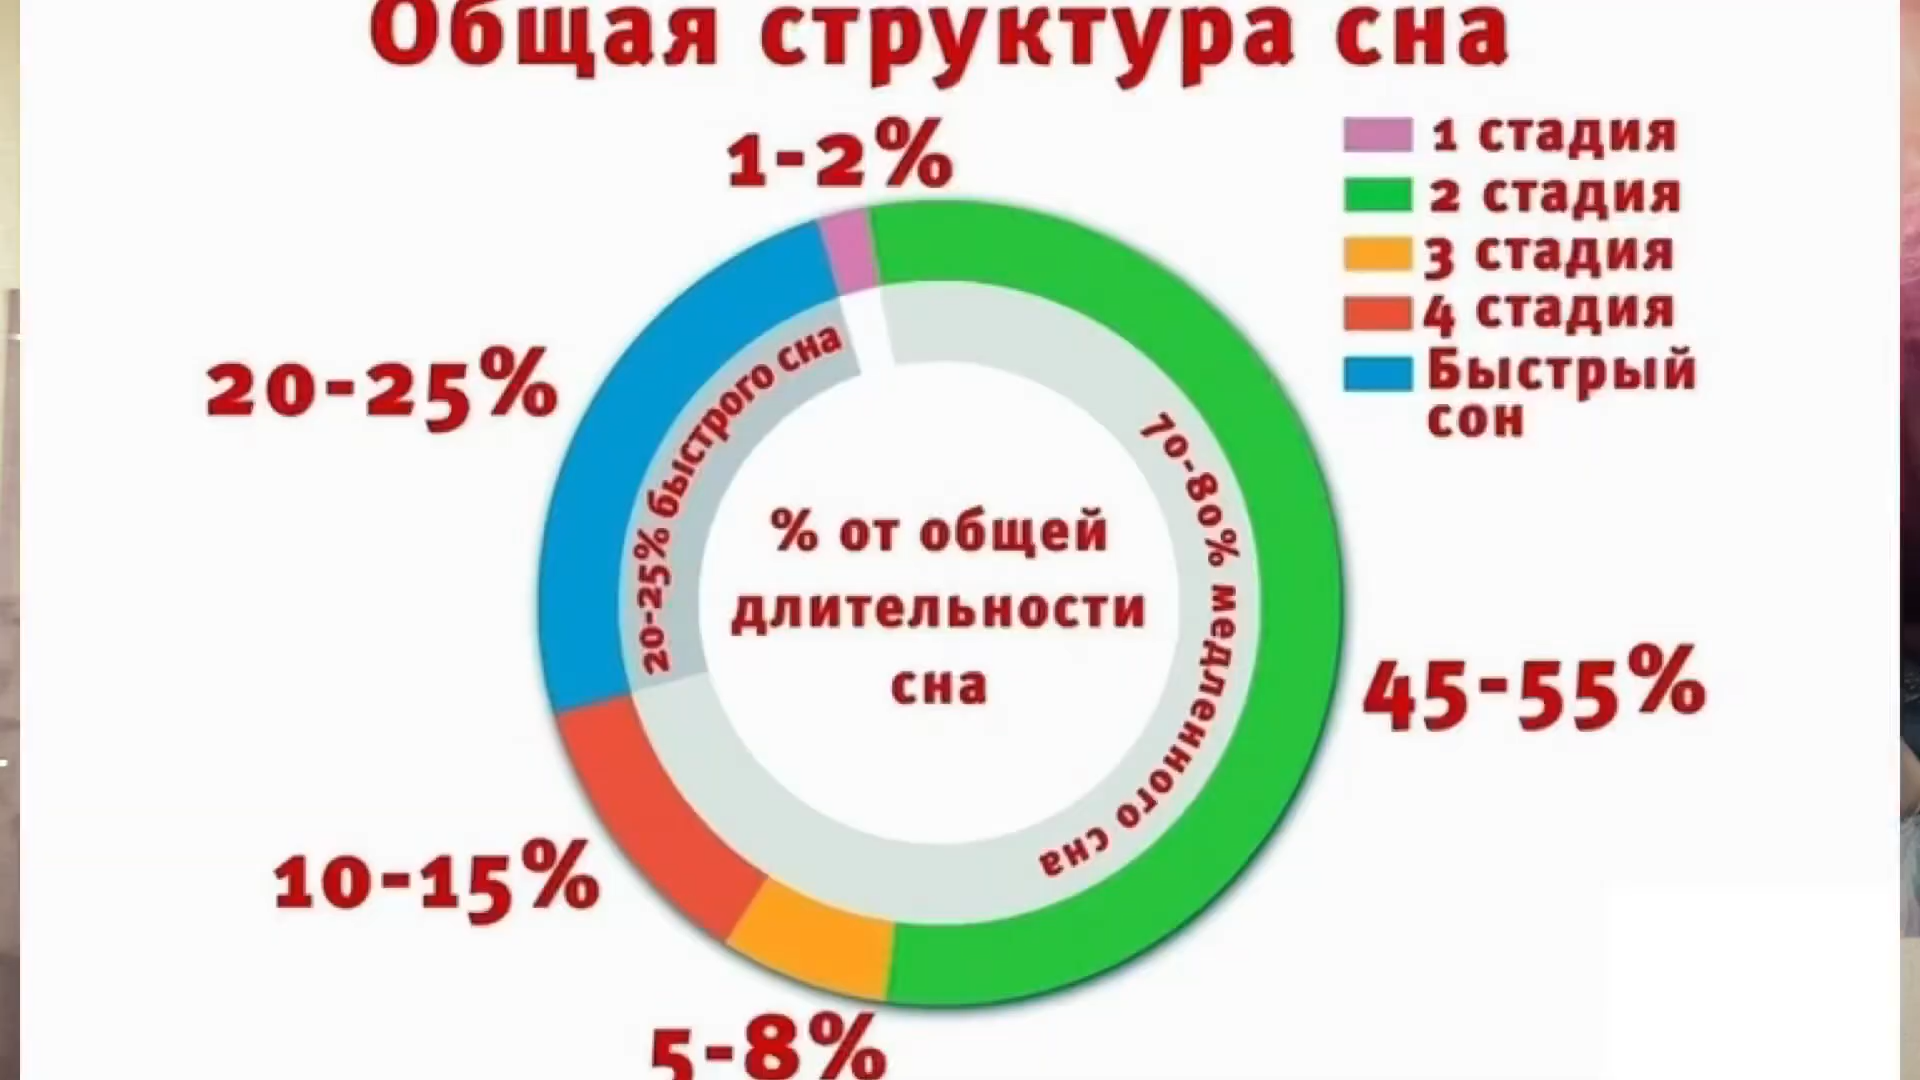 Общая структура сна
1-2%
1 стадия
2 стадия
3 стадия
4 стадия
Быстрый
сон
20-25%
20-25% быстрого сна
70-80% медленного сна
% от общей
длительности
сна
45-55%
10-15%
5-8%